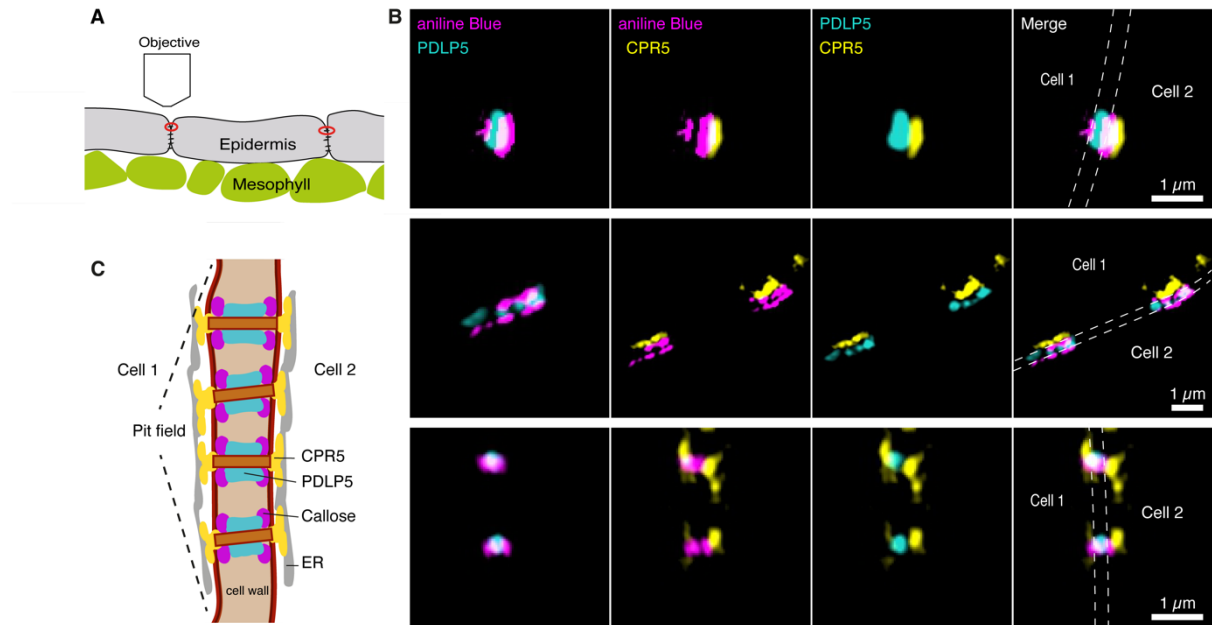 A
Objective
Epidermis
Mesophyll
B
aniline Blue
PDLP5
aniline Blue
CPR5
PDLP5
CPR5
Merge
Cell 1
Cell 2
1 µm
Cell 1
Cell 2
1 µm
Cell 1
Cell 2
1 µm
C
Cell 1
Cell 2
Pit field
CPR5
PDLP5
Callose
ER
cell wall